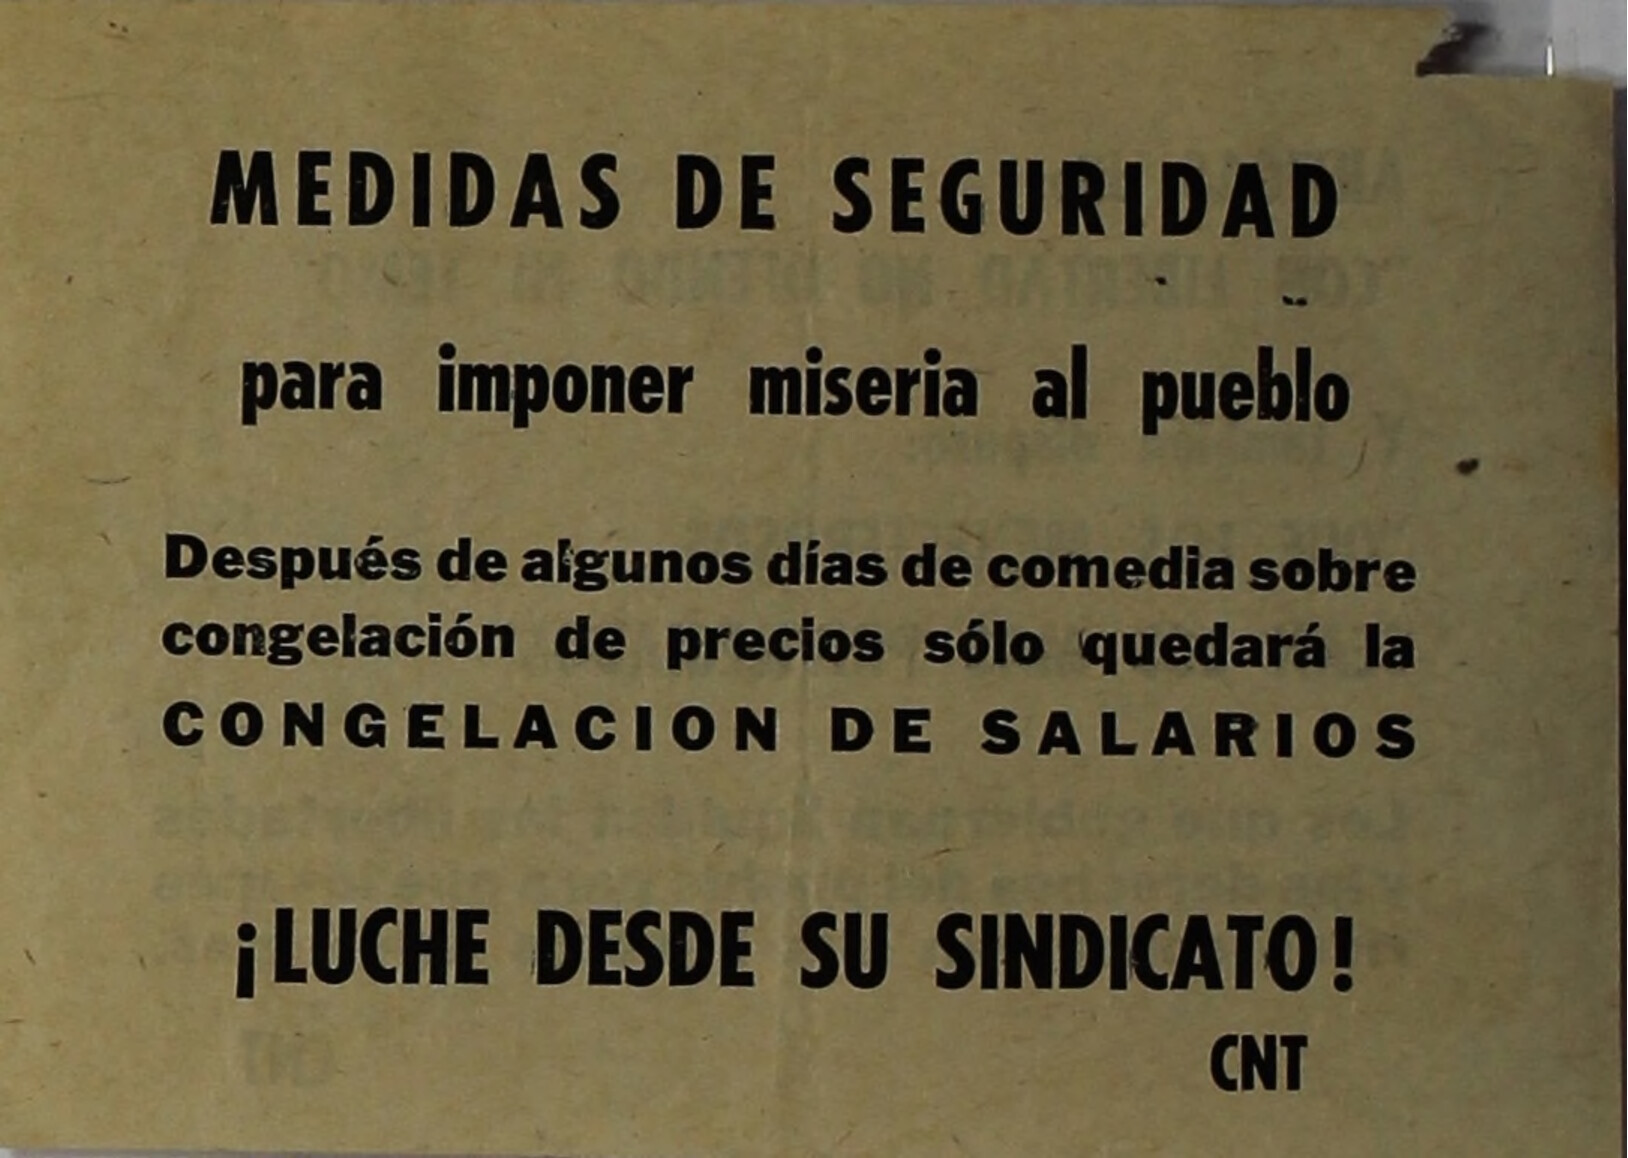 MEDIDAS DE SEGURIDAD
para imponer miseria al pueblo
Después de algunos días de comedia sobre
congelación de precios sólo quedará la
CONGELACION DE SALARIOS
¡LUCHE DESDE SU SINDICATO!
CNT